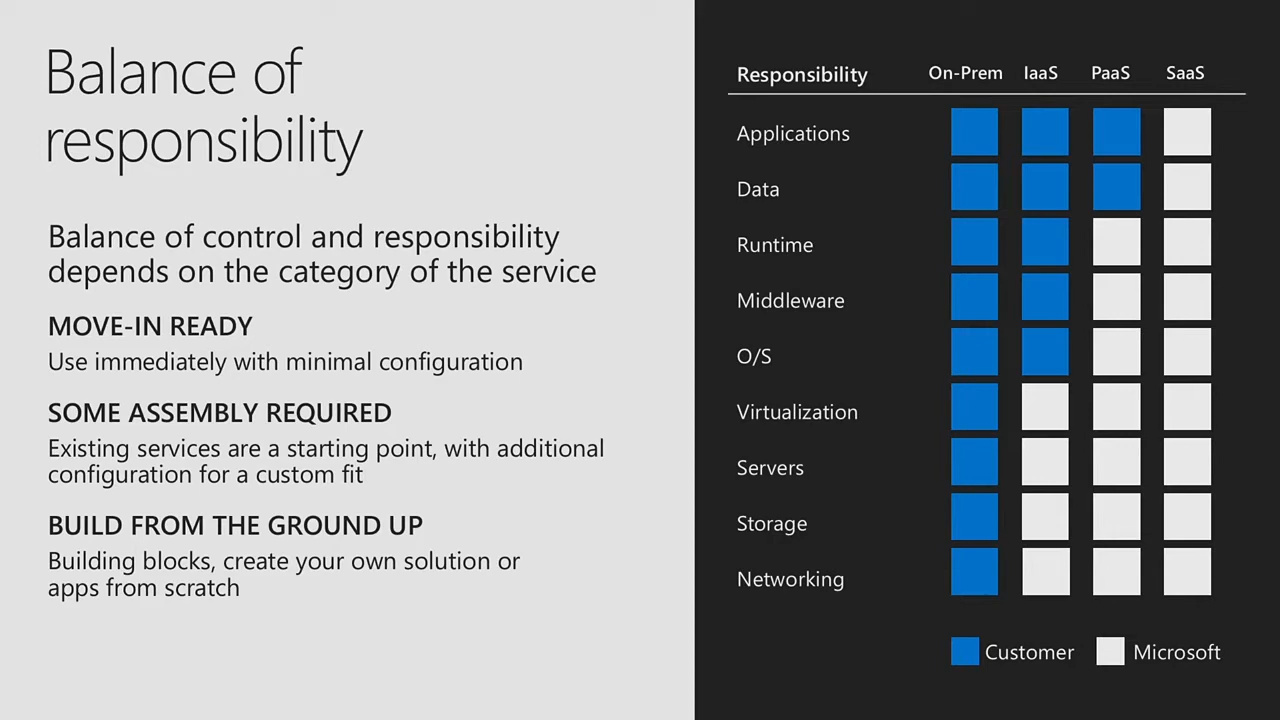 Balance of
responsibility
Balance of control and responsibility
depends on the category of the service
MOVE-IN READY
Use immediately with minimal configuration
SOME ASSEMBLY REQUIRED
Existing services are a starting point, with additional
configuration for a custom fit
BUILD FROM THE GROUND UP
Building blocks, create your own solution or
apps from scratch
Responsibility On-Prem IaaS PaaS SaaS
Applications
Data
Runtime
Middleware
O/S
Virtualization
Servers
Storage
Networking
Customer Microsoft